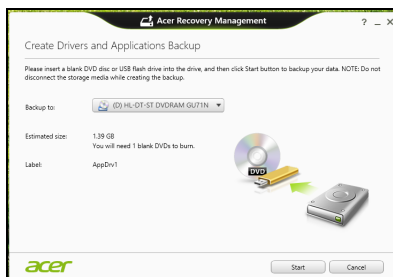 Acer Recovery Management
? _ X
Create Drivers and Applications Backup
Please insert a blank DVD disc or USB flash drive into the drive, and then click Start button to backup your data. NOTE: Do not
disconnect the storage media while creating the backup.
Backup to: (D) HL-DT-ST DVDRAM GU71N
Estimated size: 1.39 GB
You will need 1 blank DVDs to burn.
Label: AppDrv1
DVD
acer
Start Cancel